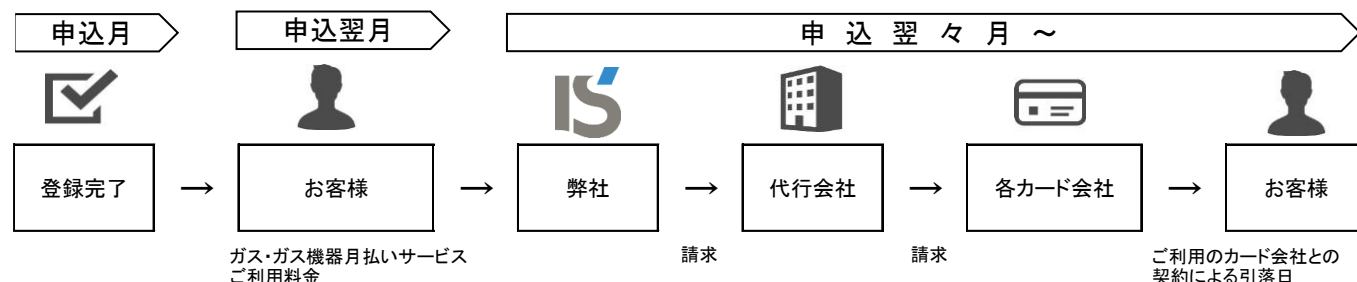 申込月
申込翌月
申込翌々月～
IS
登録完了
→
お客様
→
弊社
→
代行会社
→
各カード会社
→
お客様
ガス・ガス機器月払いサービス
ご利用料金
請求
請求
ご利用のカード会社との
契約による引落日